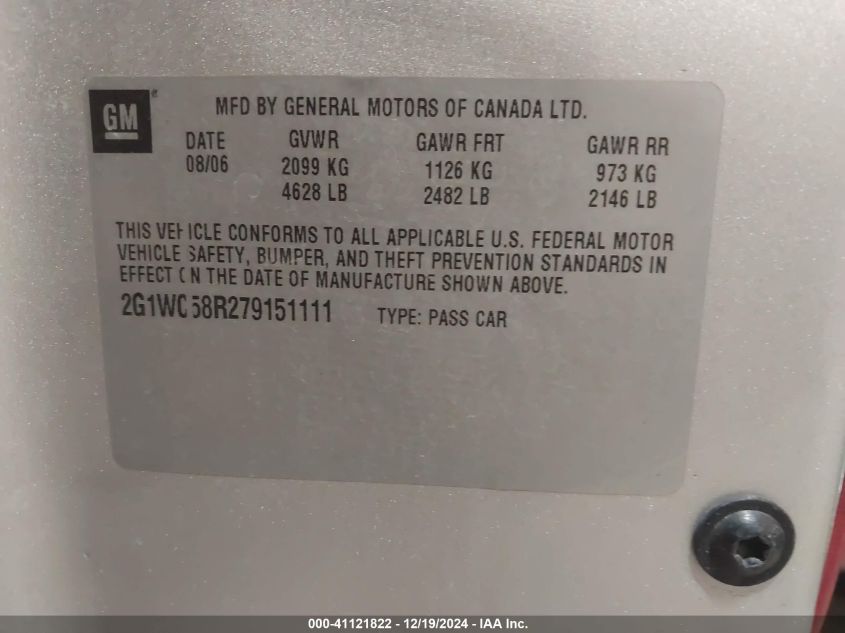 GM®
MFD BY GENERAL MOTORS OF CANADA LTD.
DATE GVWR GAWR FRT GAWR RR
08/06 2099 KG 1126 KG 973 KG
4628 LB 2482 LB 2146 LB
THIS VEHICLE CONFORMS TO ALL APPLICABLE U.S. FEDERAL MOTOR
VEHICLE SAFETY, BUMPER, AND THEFT PREVENTION STANDARDS IN
EFFECT ON THE DATE OF MANUFACTURE SHOWN ABOVE.
2G1WC58R279151111 TYPE: PASS CAR
000-41121822 - 12/19/2024 - IAA Inc.